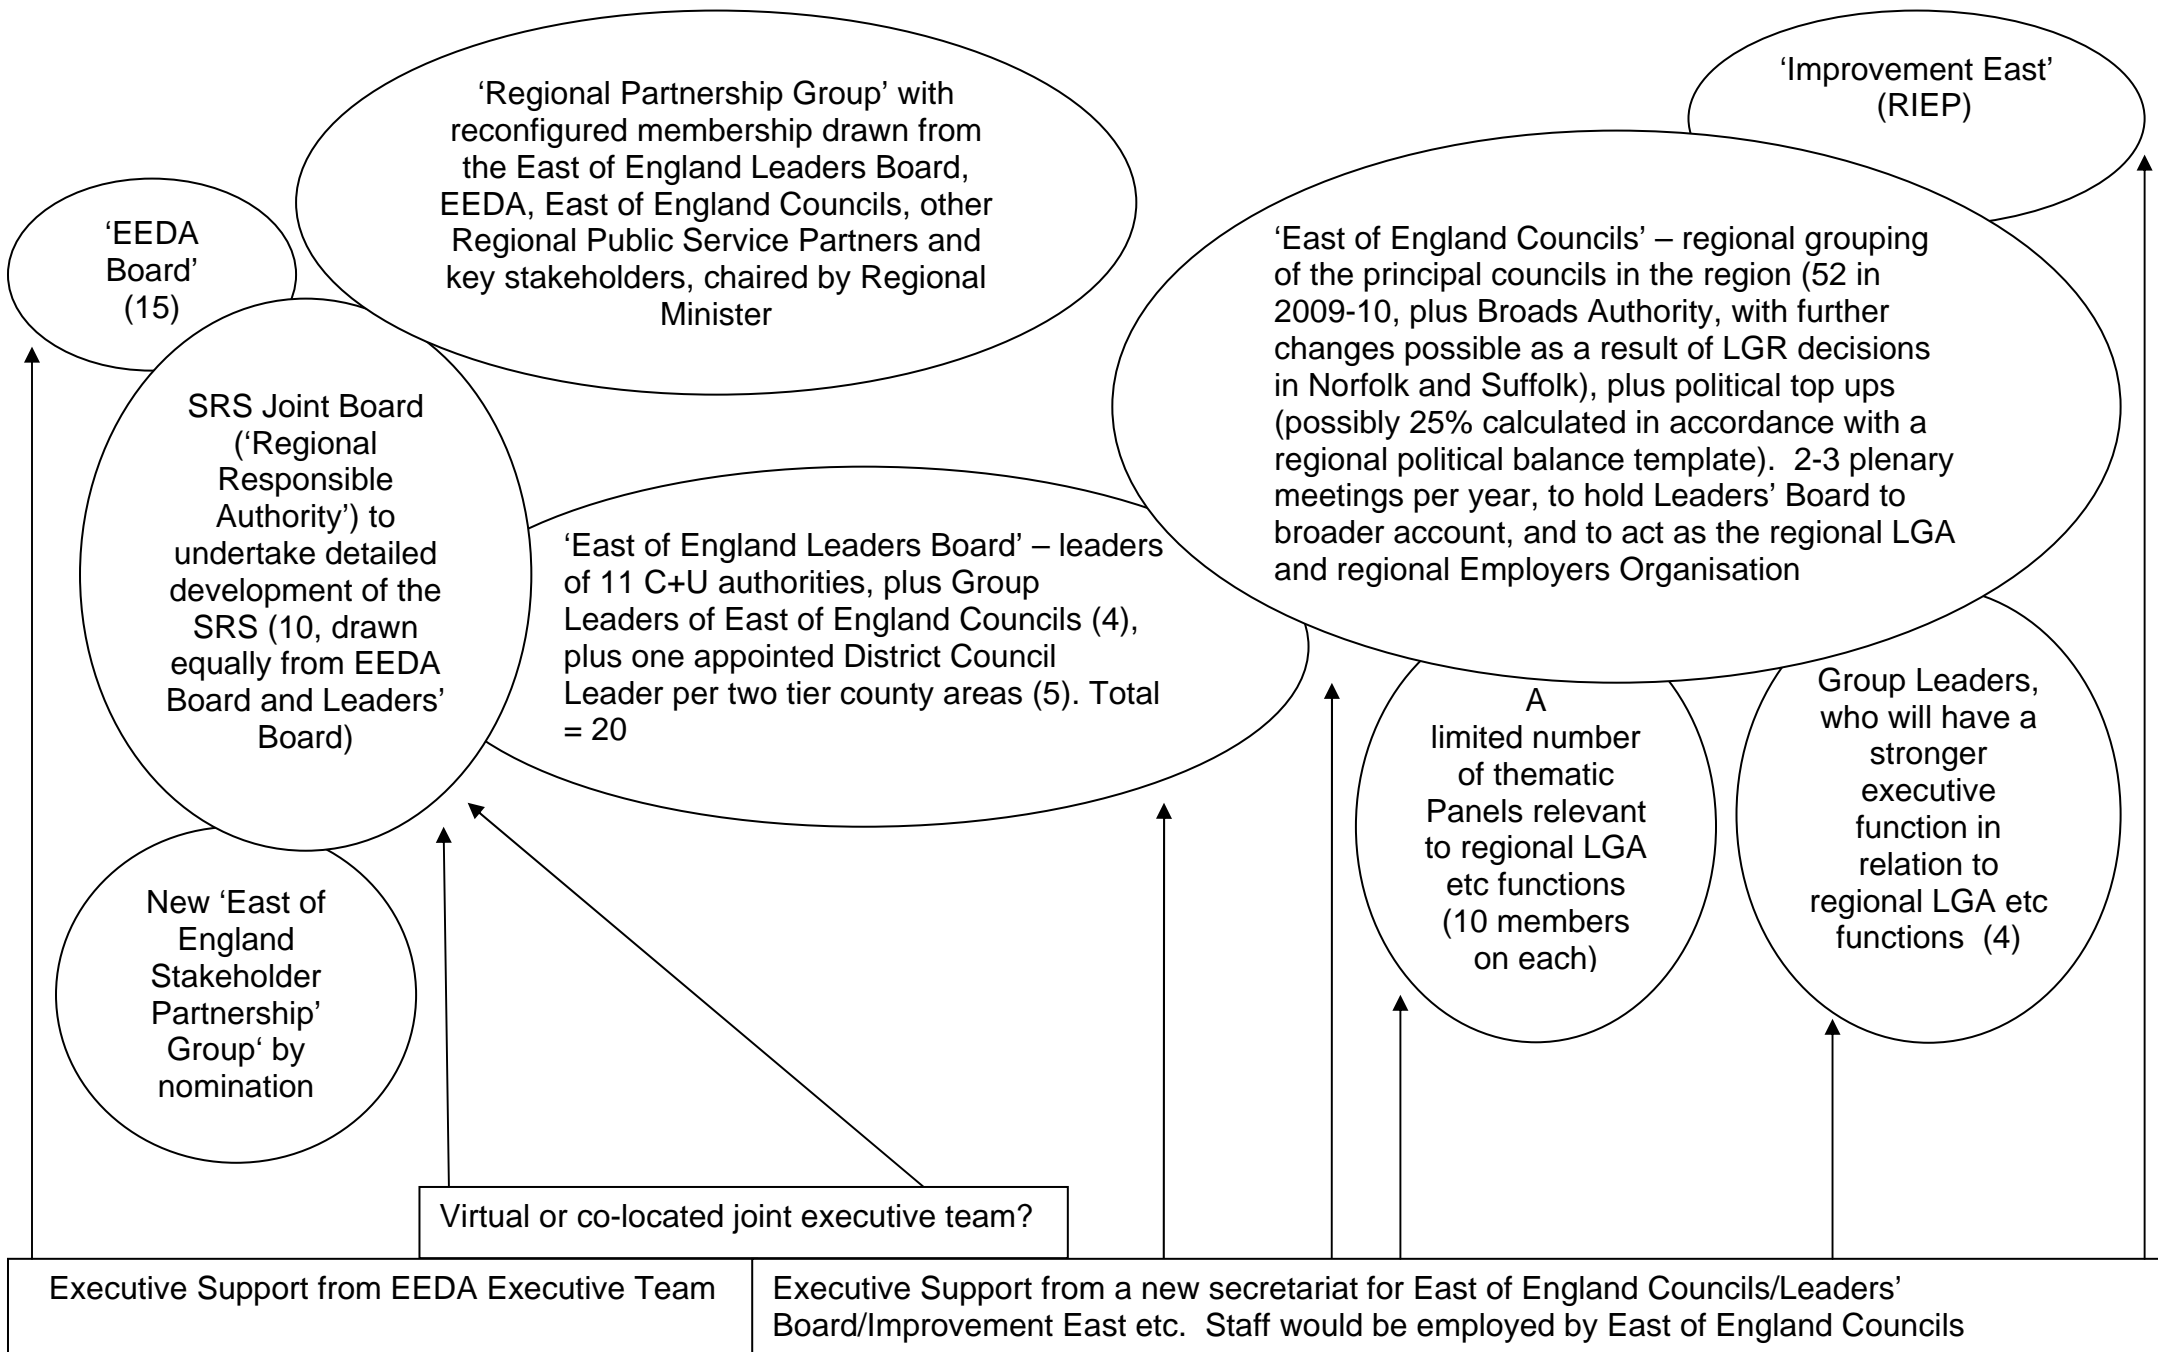 ‘Regional Partnership Group’ with
reconfigured membership drawn from
the East of England Leaders Board,
EEDA, East of England Councils, other
Regional Public Service Partners and
key stakeholders, chaired by Regional
Minister
‘Improvement East’
(RIEP)
‘EEDA
Board’
(15)
‘East of England Councils’ – regional grouping
of the principal councils in the region (52 in
2009-10, plus Broads Authority, with further
changes possible as a result of LGR decisions
in Norfolk and Suffolk), plus political top ups
(possibly 25% calculated in accordance with a
regional political balance template).  2-3 plenary
meetings per year, to hold Leaders’ Board to
broader account, and to act as the regional LGA
and regional Employers Organisation
SRS Joint Board
(‘Regional
Responsible
Authority’) to
undertake detailed
development of the
SRS (10, drawn
equally from EEDA
Board and Leaders’
Board)
‘East of England Leaders Board’ – leaders
of 11 C+U authorities, plus Group
Leaders of East of England Councils (4),
plus one appointed District Council
Leader per two tier county areas (5). Total
= 20
A
limited number
of thematic
Panels relevant
to regional LGA
etc functions
(10 members
on each)
Group Leaders,
who will have a
stronger
executive
function in
relation to
regional LGA etc
functions  (4)
New ‘East of
England
Stakeholder
Partnership’
Group‘ by
nomination
Virtual or co-located joint executive team?
Executive Support from EEDA Executive Team
Executive Support from a new secretariat for East of England Councils/Leaders’
Board/Improvement East etc.  Staff would be employed by East of England Councils